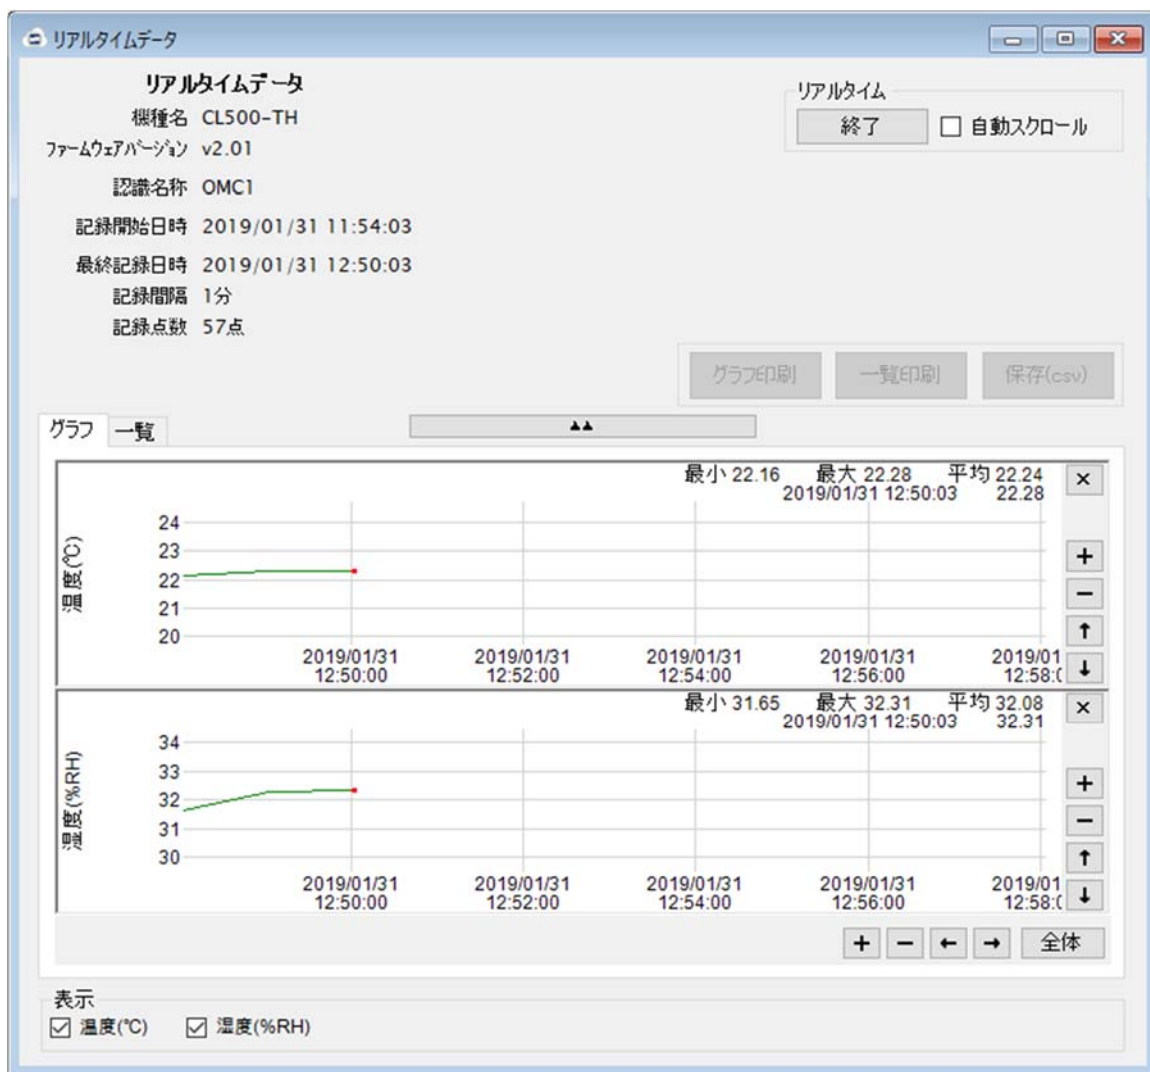 リアルタイムデータ
リアルタイムデータ
機種名 CL500-TH
ファームウェアバージョン v2.01
認識名称 OMC1
記録開始日時 2019/01/31 11:54:03
最終記録日時 2019/01/31 12:50:03
記録間隔 1分
記録点数 57点
リアルタイム
終了 自動スクロール
グラフ印刷 一覧印刷 保存(csv)
グラフ 一覧
最小 22.16 最大 22.28 平均 22.24
2019/01/31 12:50:03 22.28
温度(℃)
24
23
22
21
20
2019/01/31 2019/01/31 2019/01/31 2019/01/31 2019/01
12:50:00 12:52:00 12:54:00 12:56:00 12:58:(
最小 31.65 最大 32.31 平均 32.08
2019/01/31 12:50:03 32.31
湿度(%RH)
34
33
32
31
30
2019/01/31 2019/01/31 2019/01/31 2019/01/31 2019/01
12:50:00 12:52:00 12:54:00 12:56:00 12:58:(
+ − ← → 全体
表示
温度(℃) 湿度(%RH)